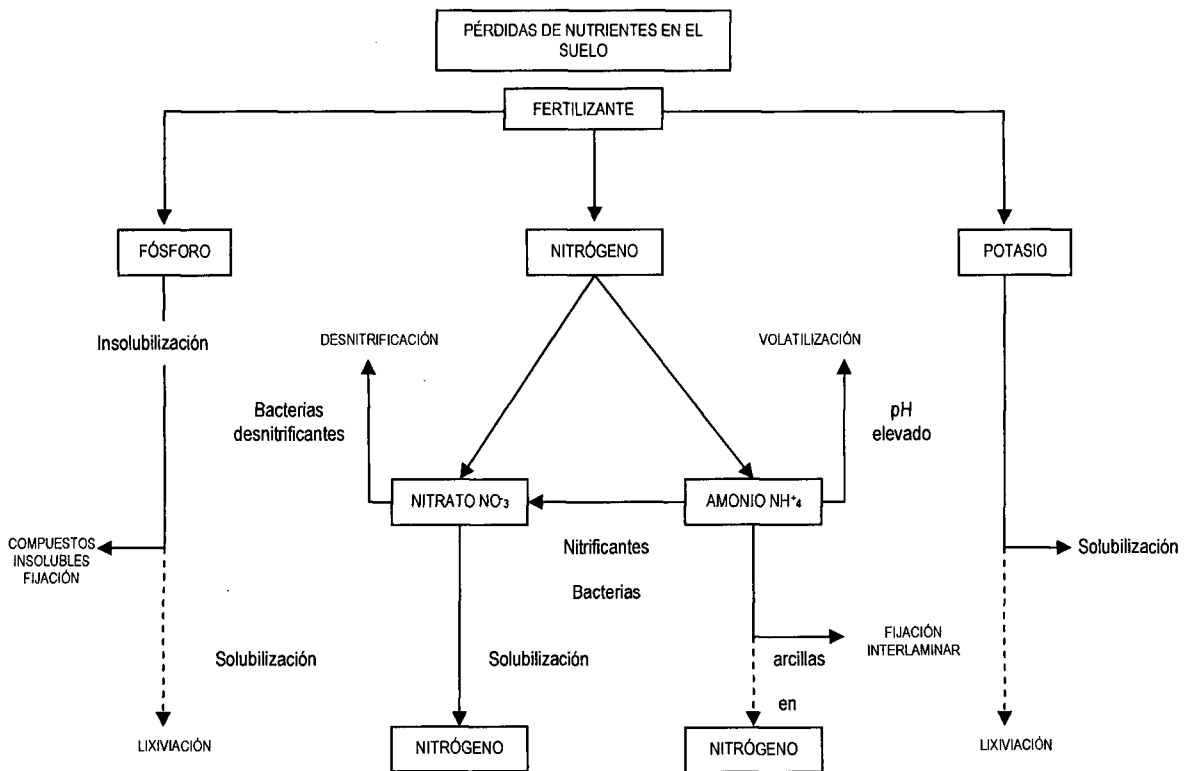 PÉRDIDAS DE NUTRIENTES EN EL
SUELO
FERTILIZANTE
FÓSFORO
NITRÓGENO
POTASIO
Insolubilización
DESNITRIFICACIÓN
VOLATILIZACIÓN
Bacterias
desnitrificantes
pH
elevado
NITRATO NO-3
AMONIO NH+4
COMPUESTOS
INSOLUBLES
FIJACIÓN
Nitrificantes
Solubilización
Bacterias
FIJACIÓN
INTERLAMINAR
Solubilización
Solubilización
arcillas
en
LIXIVIACIÓN
NITRÓGENO
NITRÓGENO
LIXIVIACIÓN